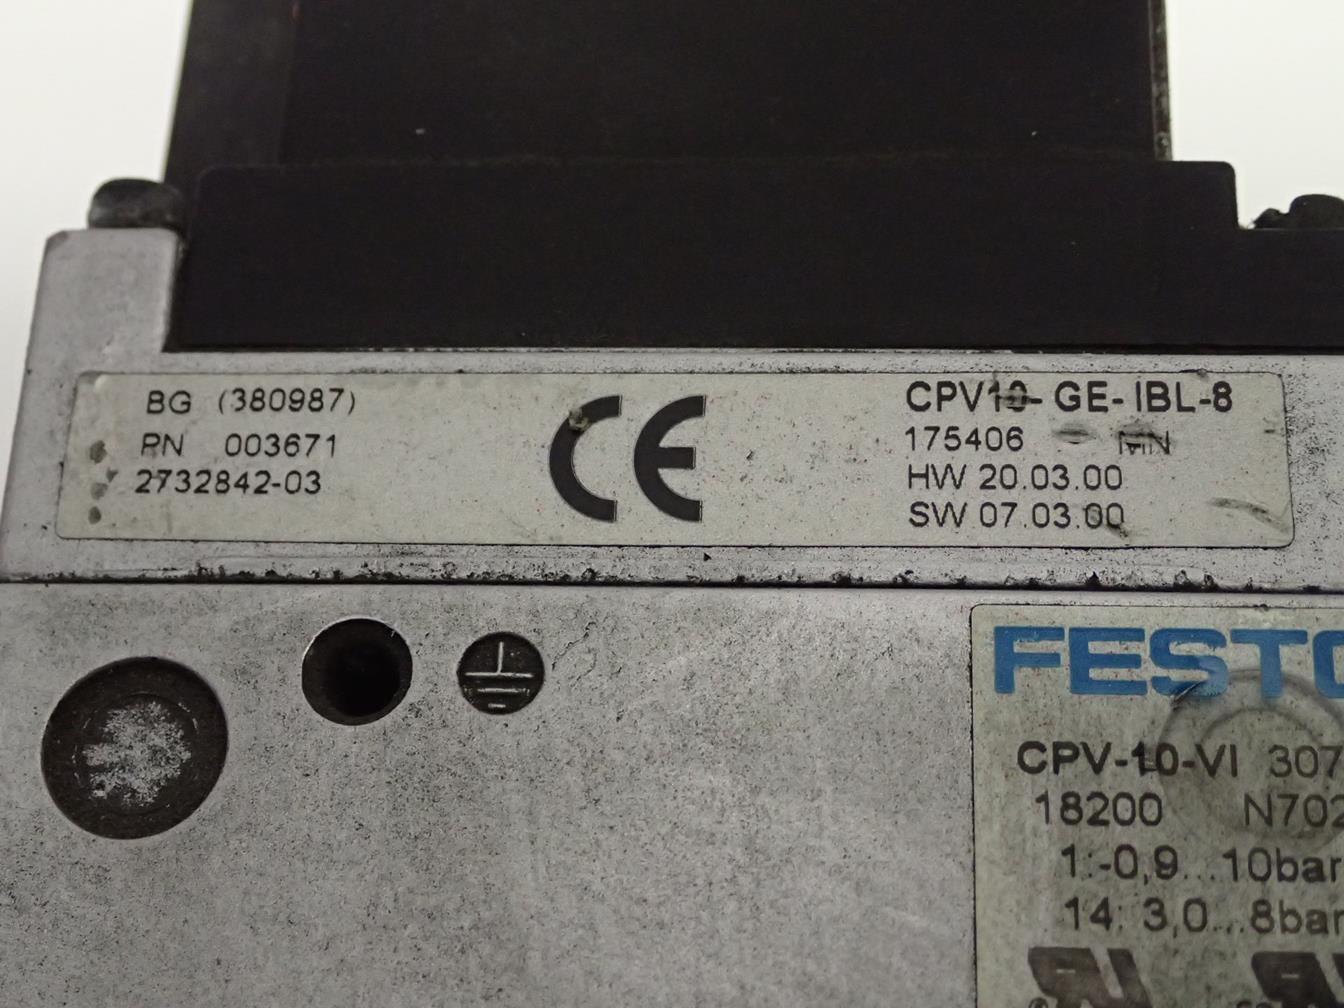 BG (380987)
RN 003671
2732842-03
CE
CPV10-GE-IBL-8
175406 MN
HW 20.03.00
SW 07.03.00
FESTO
CPV-10-VI 307
18200 N702
1:-0,9...10bar
14: 3,0...8bar